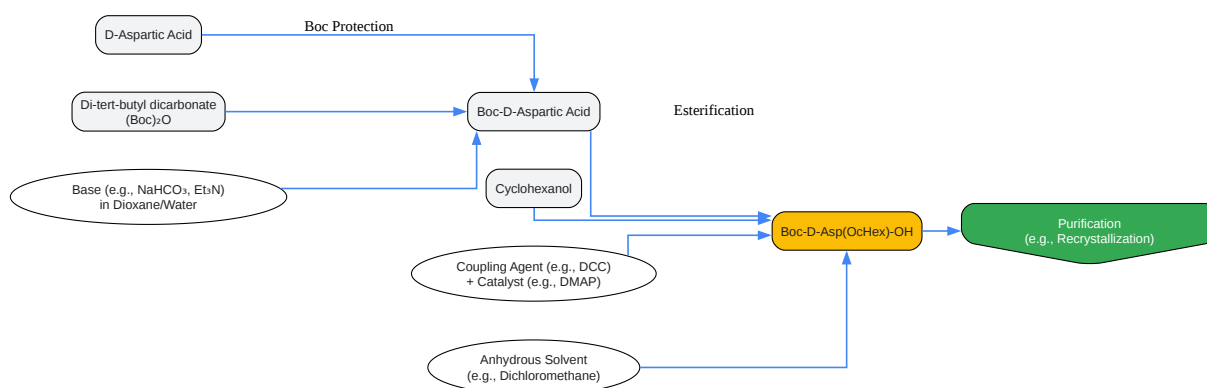 D-Aspartic Acid
Boc Protection
Di-tert-butyl dicarbonate
(Boc)₂O
Boc-D-Aspartic Acid
Esterification
Base (e.g., NaHCO₃, Et₃N)
in Dioxane/Water
Cyclohexanol
Boc-D-Asp(OcHex)-OH
Purification
(e.g., Recrystallization)
Coupling Agent (e.g., DCC)
+ Catalyst (e.g., DMAP)
Anhydrous Solvent
(e.g., Dichloromethane)